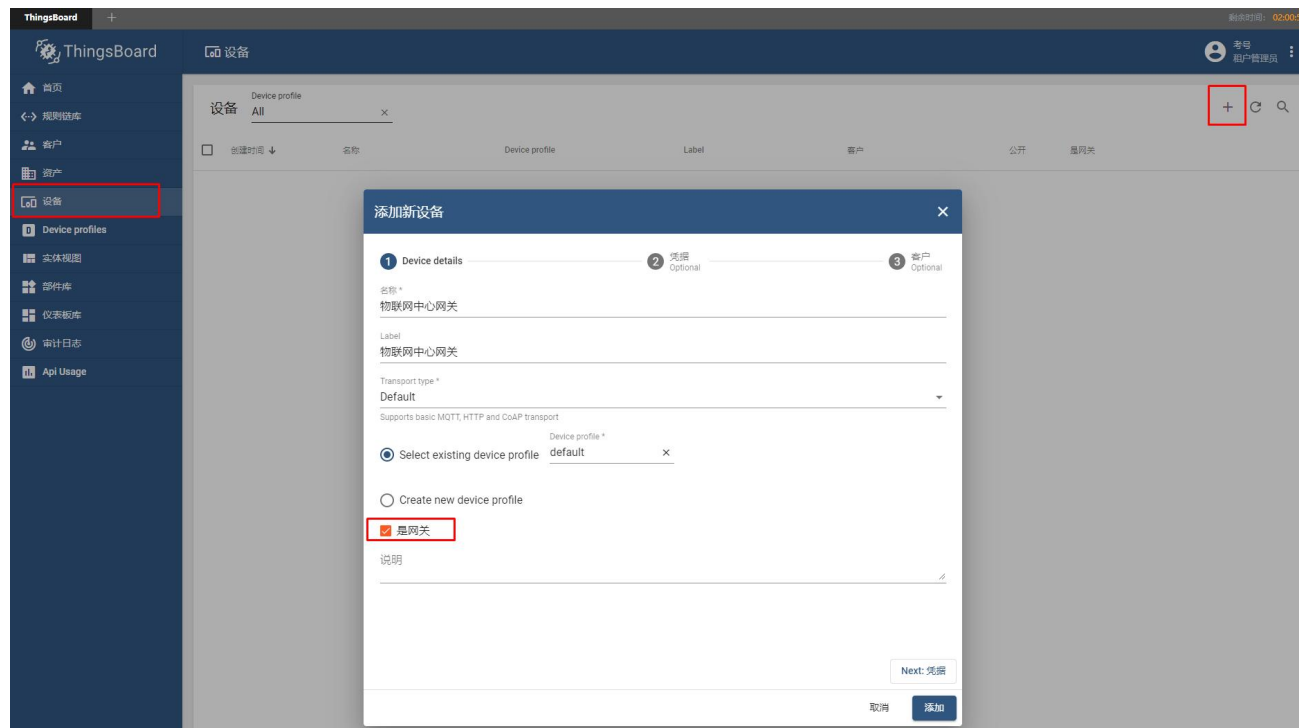 ThingsBoard
剩余时间: 02:00:5
ThingsBoard
设备
考号
租户管理员
首页
规则链库
客户
资产
设备
Device profiles
实体视图
部件库
仪表板库
审计日志
Api Usage
设备
Device profile
All
创建时间 名称 Device profile Label 客户 公开 是网关
添加新设备
1 Device details
2 凭据
Optional
3 客户
Optional
名称 *
物联网中心网关
Label
物联网中心网关
Transport type *
Default
Supports basic MQTT, HTTP and CoAP transport
Device profile *
Select existing device profile default
Create new device profile
是网关
说明
Next: 凭据
取消 添加